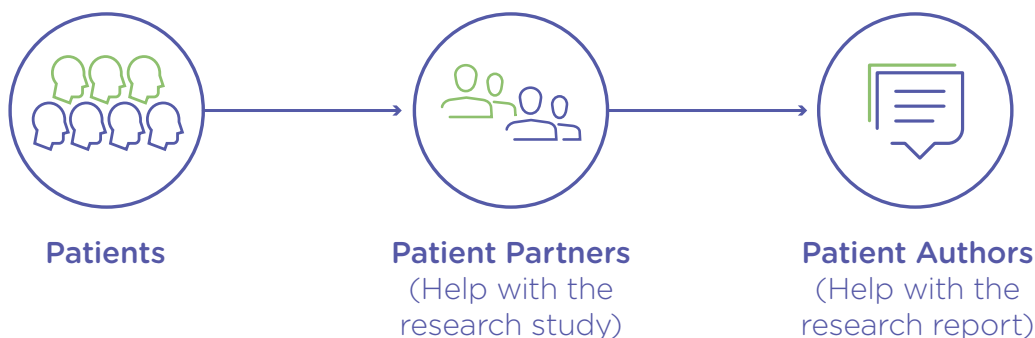 Patients
Patient Partners
(Help with the
research study)
Patient Authors
(Help with the
research report)